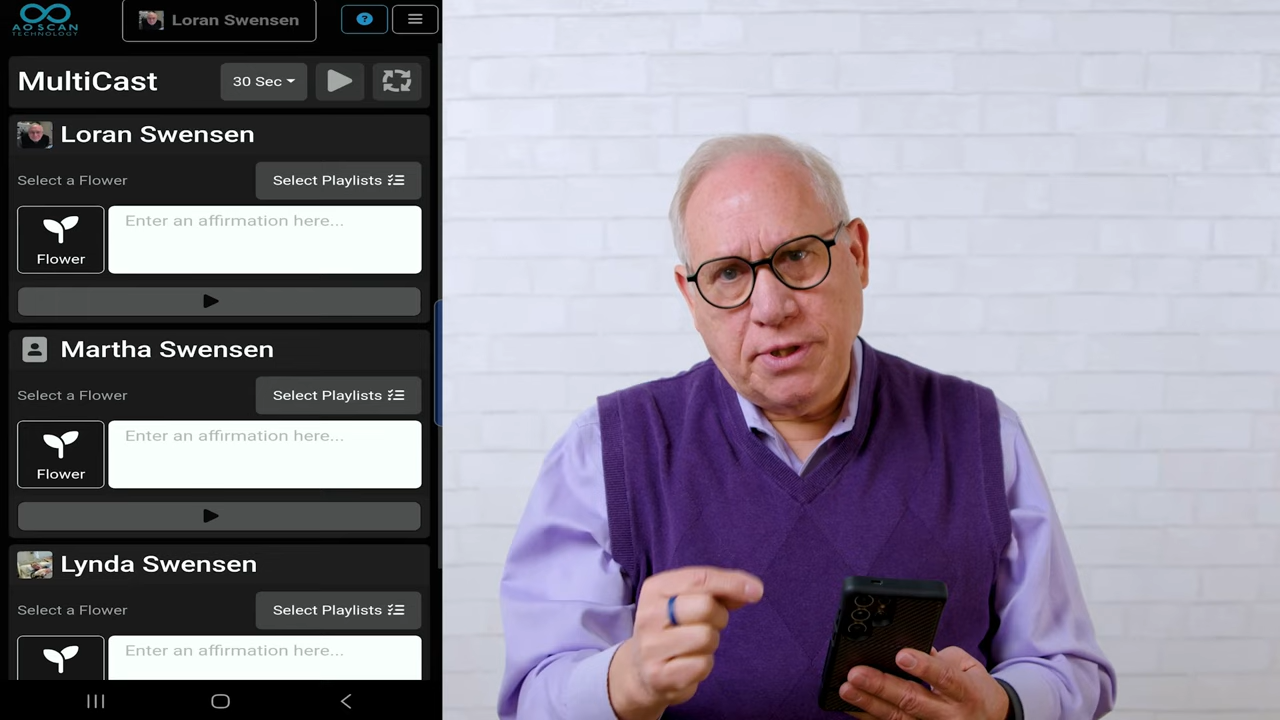 AO SCAN
TECHNOLOGY
Loran Swensen
?
MultiCast
30 Sec
Loran Swensen
Select a Flower
Select Playlists
Flower
Enter an affirmation here...
Martha Swensen
Select a Flower
Select Playlists
Flower
Enter an affirmation here...
Lynda Swensen
Select a Flower
Select Playlists
Enter an affirmation here...